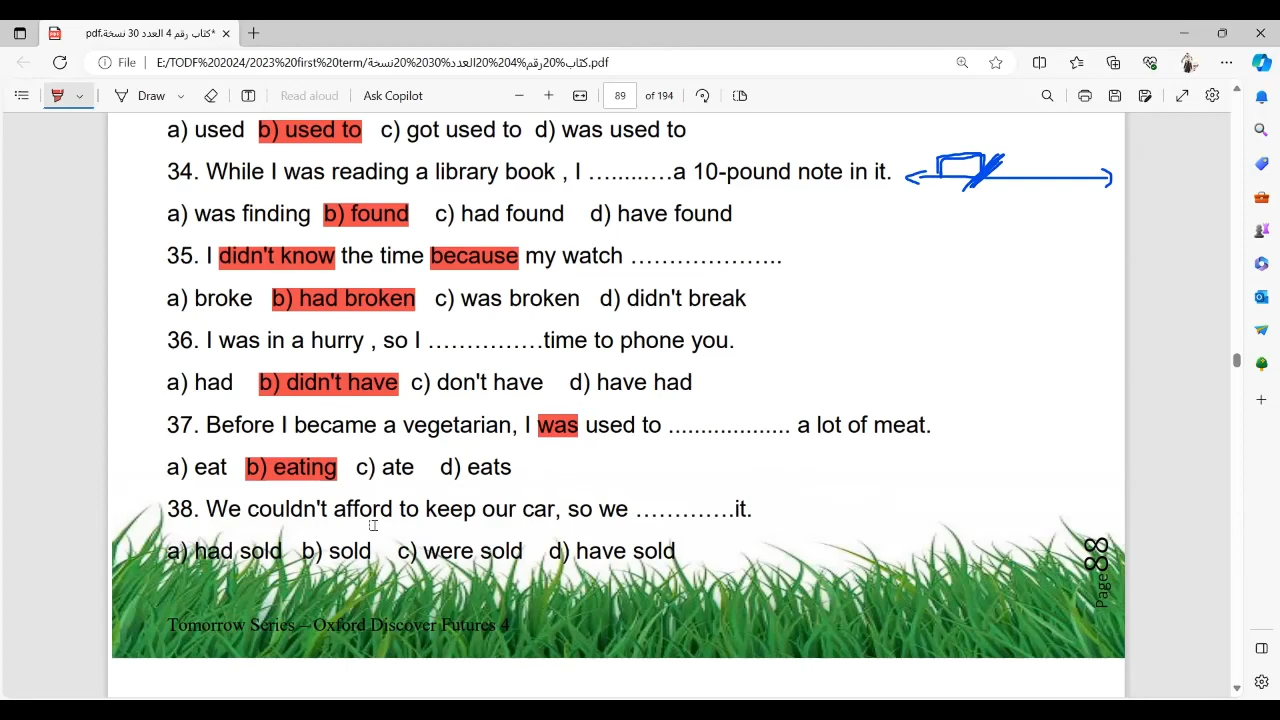 كتاب رقم 4 العدد 30 نسخة.pdf*
File
E:/TODF%202024/2023%20first%20term/كتاب%20رقم%204%20العدد%2030%20نسخة.pdf
Draw
Read aloud
Ask Copilot
89
of 194
a) used b) used to c) got used to d) was used to
34. While I was reading a library book , I ….....….a 10-pound note in it.
a) was finding b) found c) had found d) have found
35. I didn't know the time because my watch ………………..
a) broke b) had broken c) was broken d) didn't break
36. I was in a hurry , so I ……………time to phone you.
a) had b) didn't have c) don't have d) have had
37. Before I became a vegetarian, I was used to ................... a lot of meat.
a) eat b) eating c) ate d) eats
38. We couldn't afford to keep our car, so we ………….it.
a) had sold b) sold c) were sold d) have sold
Page 88
Tomorrow Series – Oxford Discover Futures 4